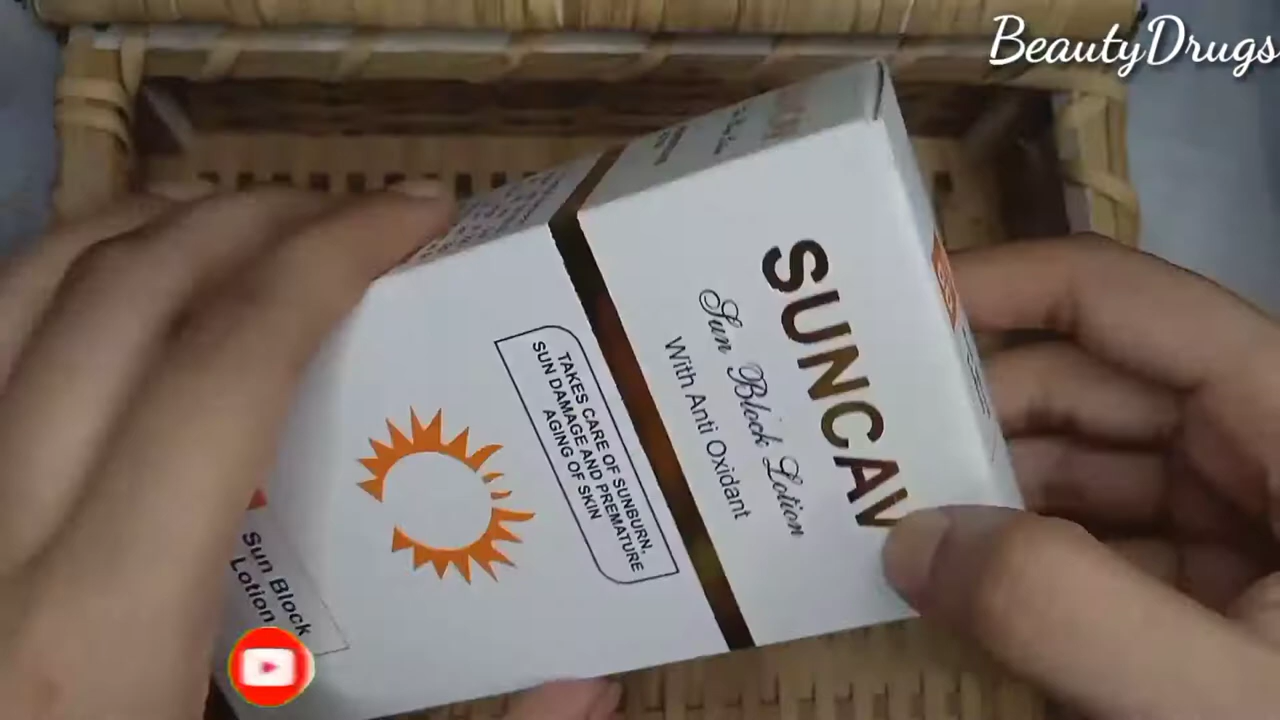 BeautyDrugs
SUNCAV
Sun Block Lotion
With Anti Oxidant
TAKES CARE OF SUNBURN.
SUN DAMAGE AND PREMATURE
AGING OF SKIN
Sun Block
Lotion